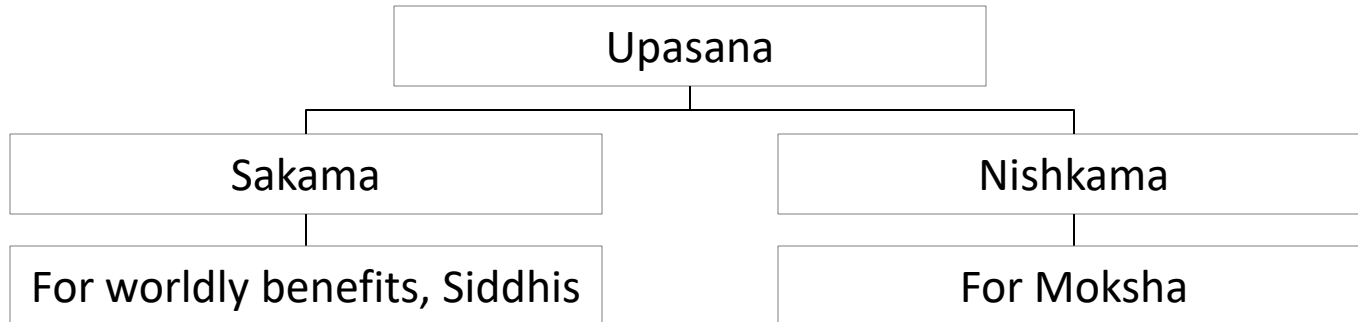 Upasana
Sakama
Nishkama
For worldly benefits, Siddhis
For Moksha